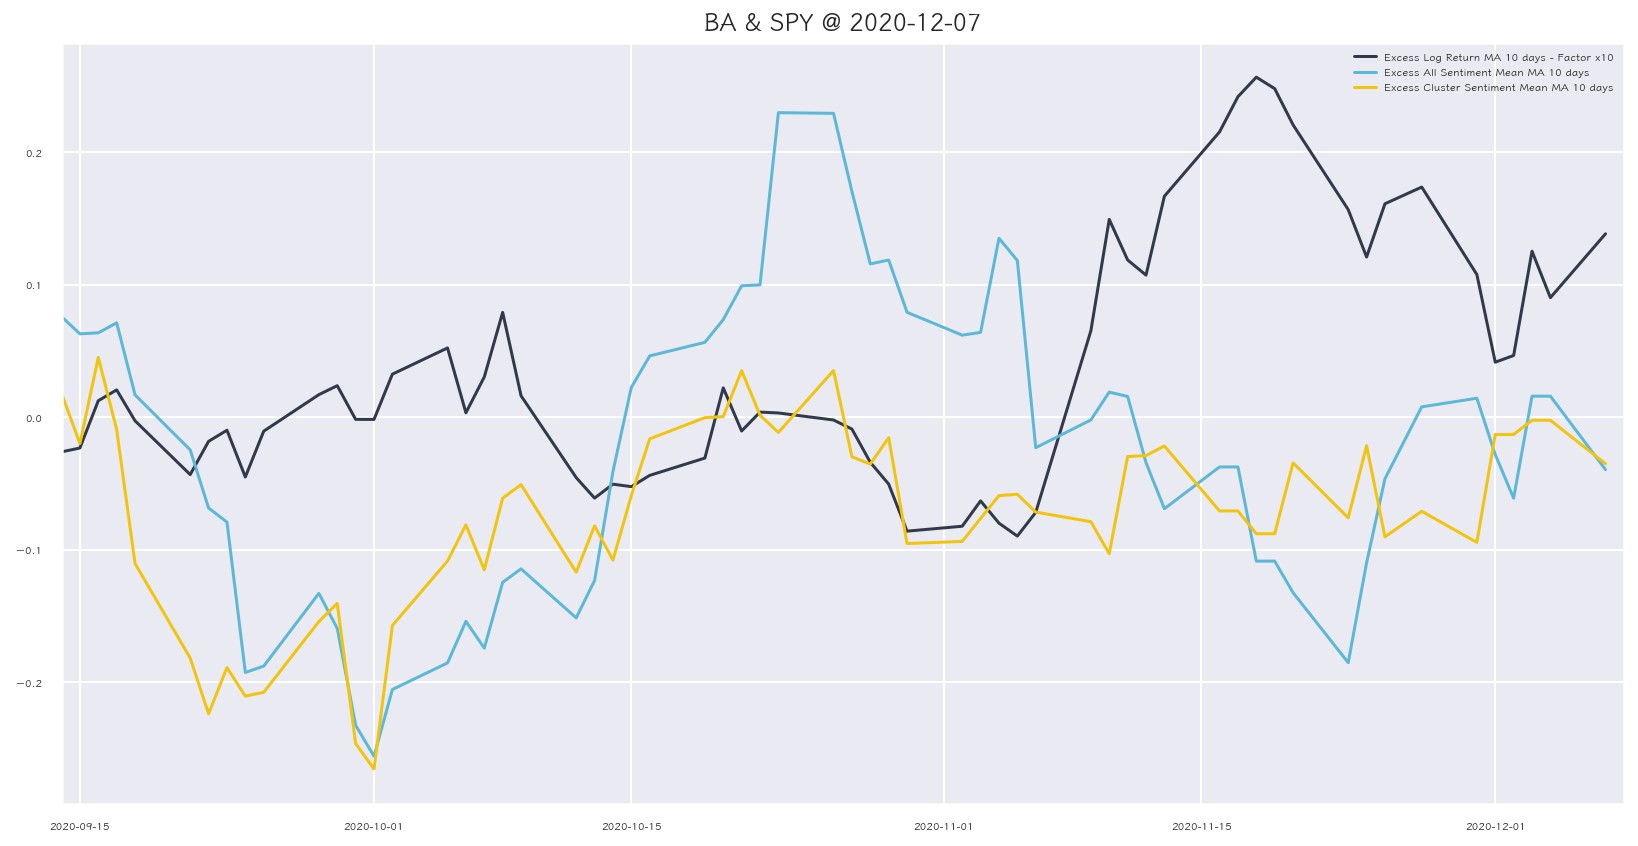 BA & SPY @ 2020-12-07
Excess Log Return MA 10 days - Factor x10
Excess All Sentiment Mean MA 10 days
Excess Cluster Sentiment Mean MA 10 days
0.2
0.1
0.0
−0.1
−0.2
2020-09-15 2020-10-01 2020-10-15 2020-11-01 2020-11-15 2020-12-01